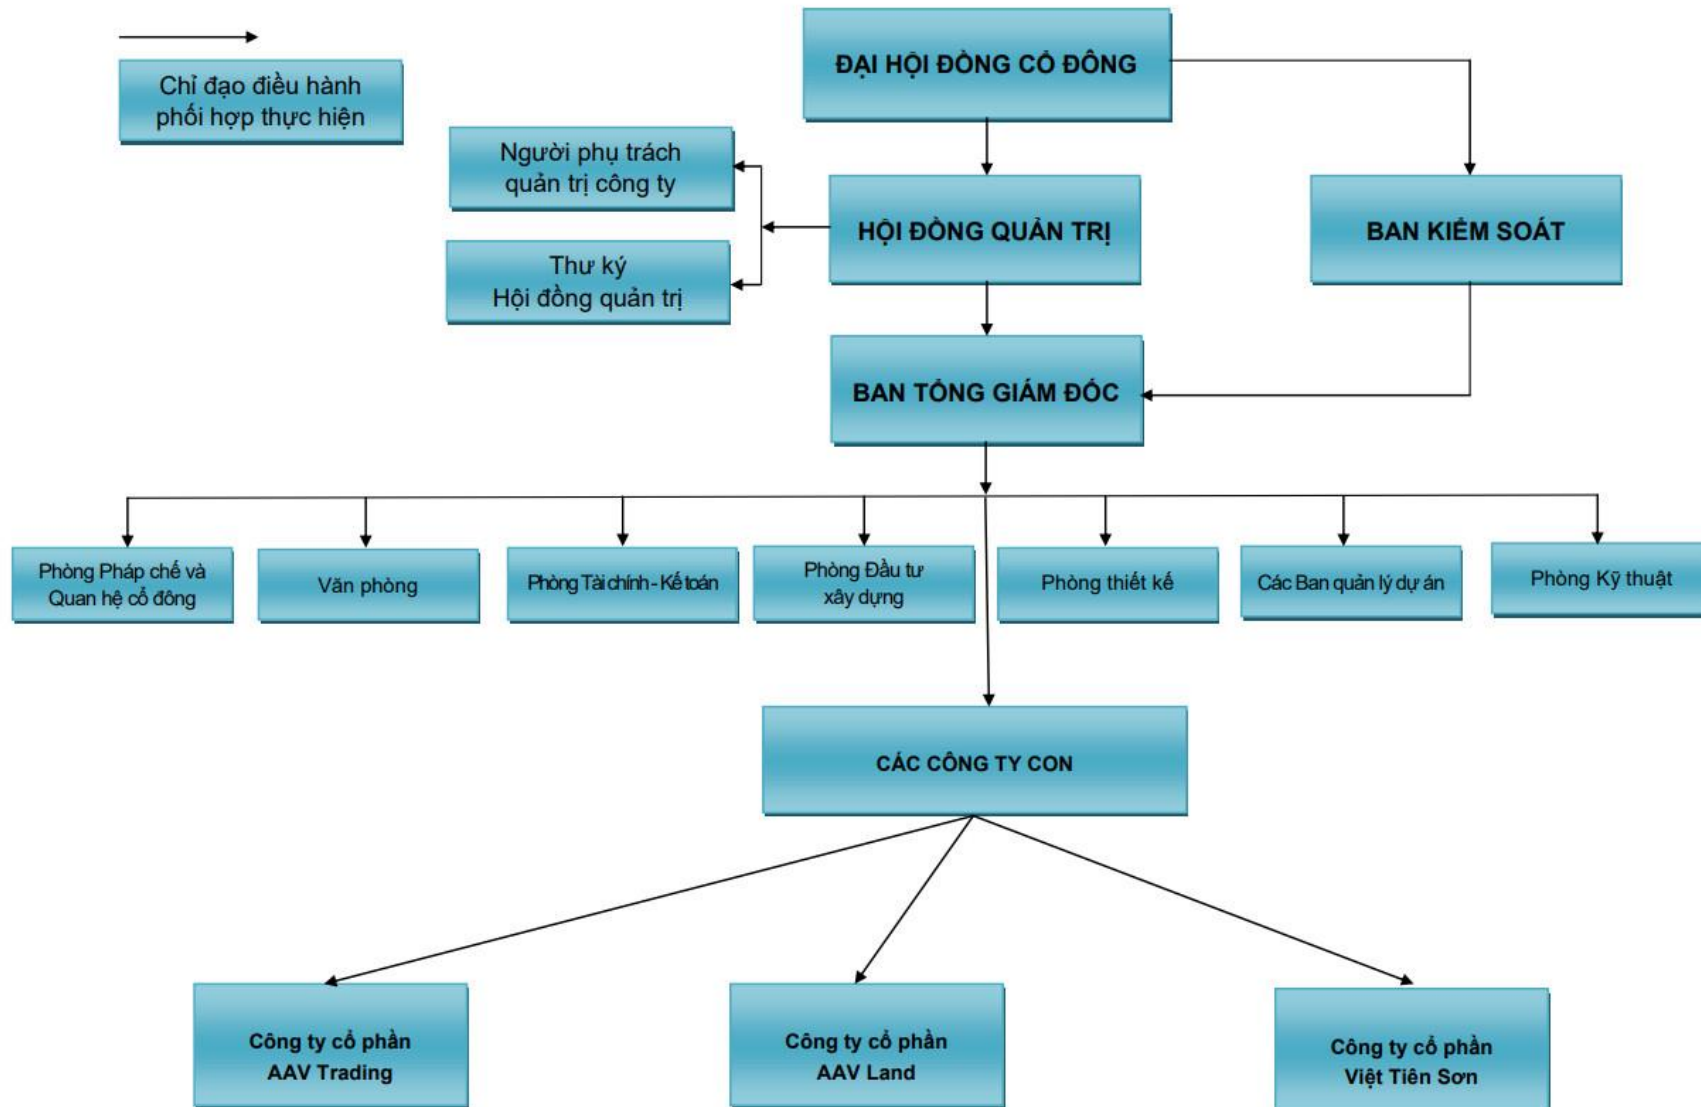 Chỉ đạo điều hành
phối hợp thực hiện
ĐẠI HỘI ĐỒNG CỔ ĐÔNG
Người phụ trách
quản trị công ty
Thư ký
Hội đồng quản trị
HỘI ĐỒNG QUẢN TRỊ
BAN KIỂM SOÁT
BAN TỔNG GIÁM ĐỐC
Phòng Pháp chế và
Quan hệ cổ đông
Văn phòng
Phòng Tài chính - Kế toán
Phòng Đầu tư
xây dựng
Phòng thiết kế
Các Ban quản lý dự án
Phòng Kỹ thuật
CÁC CÔNG TY CON
Công ty cổ phần
AAV Trading
Công ty cổ phần
AAV Land
Công ty cổ phần
Việt Tiên Sơn